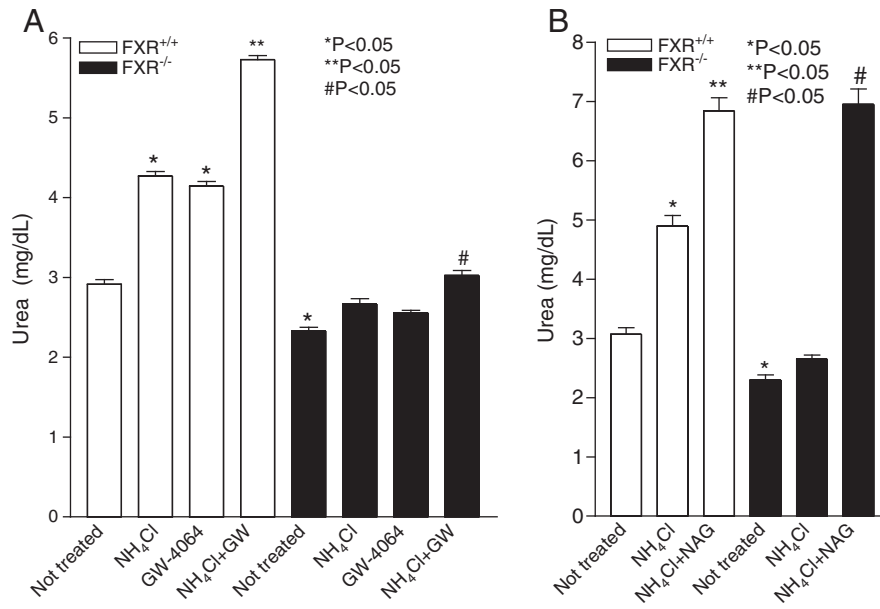 A
FXR+/+
FXR-/-
*P<0.05
**P<0.05
#P<0.05
Urea (mg/dL)
6
5
4
3
2
1
0
*
*
**
*
#
Not treated
NH4Cl
GW-4064
NH4Cl+GW
Not treated
NH4Cl
GW-4064
NH4Cl+GW
B
FXR+/+
FXR-/-
*P<0.05
**P<0.05
#P<0.05
Urea (mg/dL)
8
7
6
5
4
3
2
1
0
*
**
*
#
Not treated
NH4Cl
NH4Cl+NAG
Not treated
NH4Cl
NH4Cl+NAG